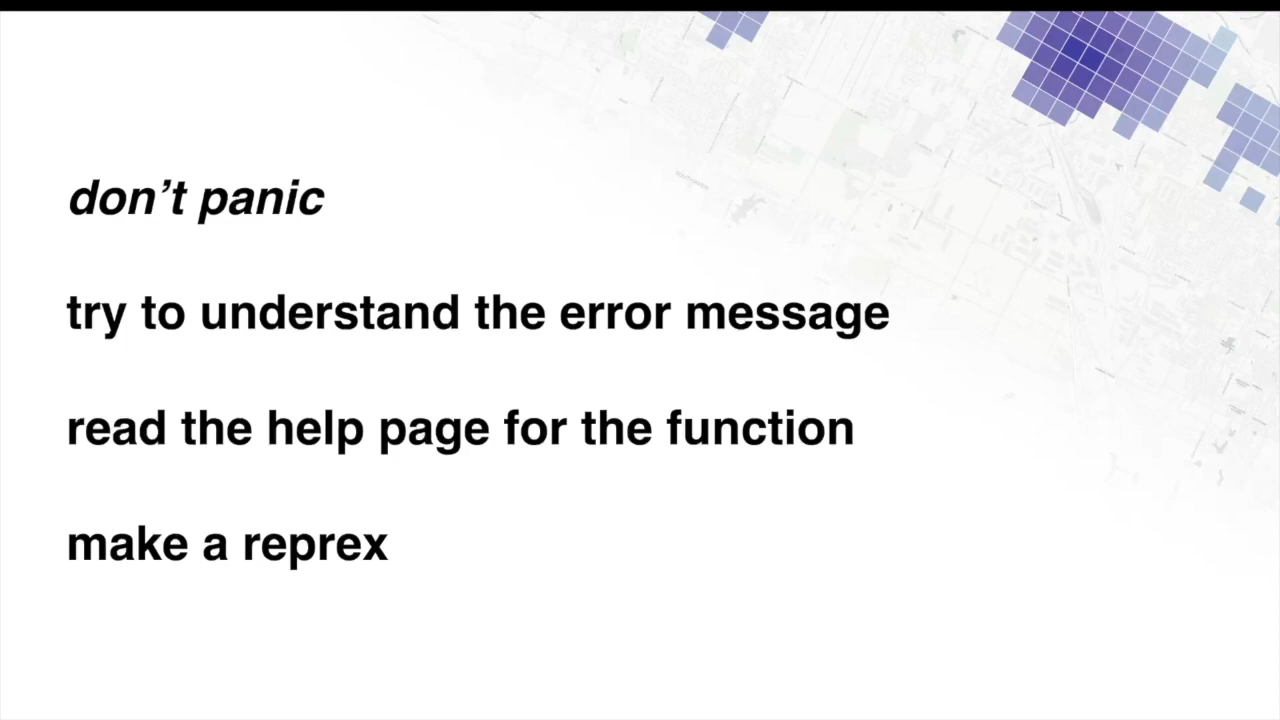 don’t panic
try to understand the error message
read the help page for the function
make a reprex